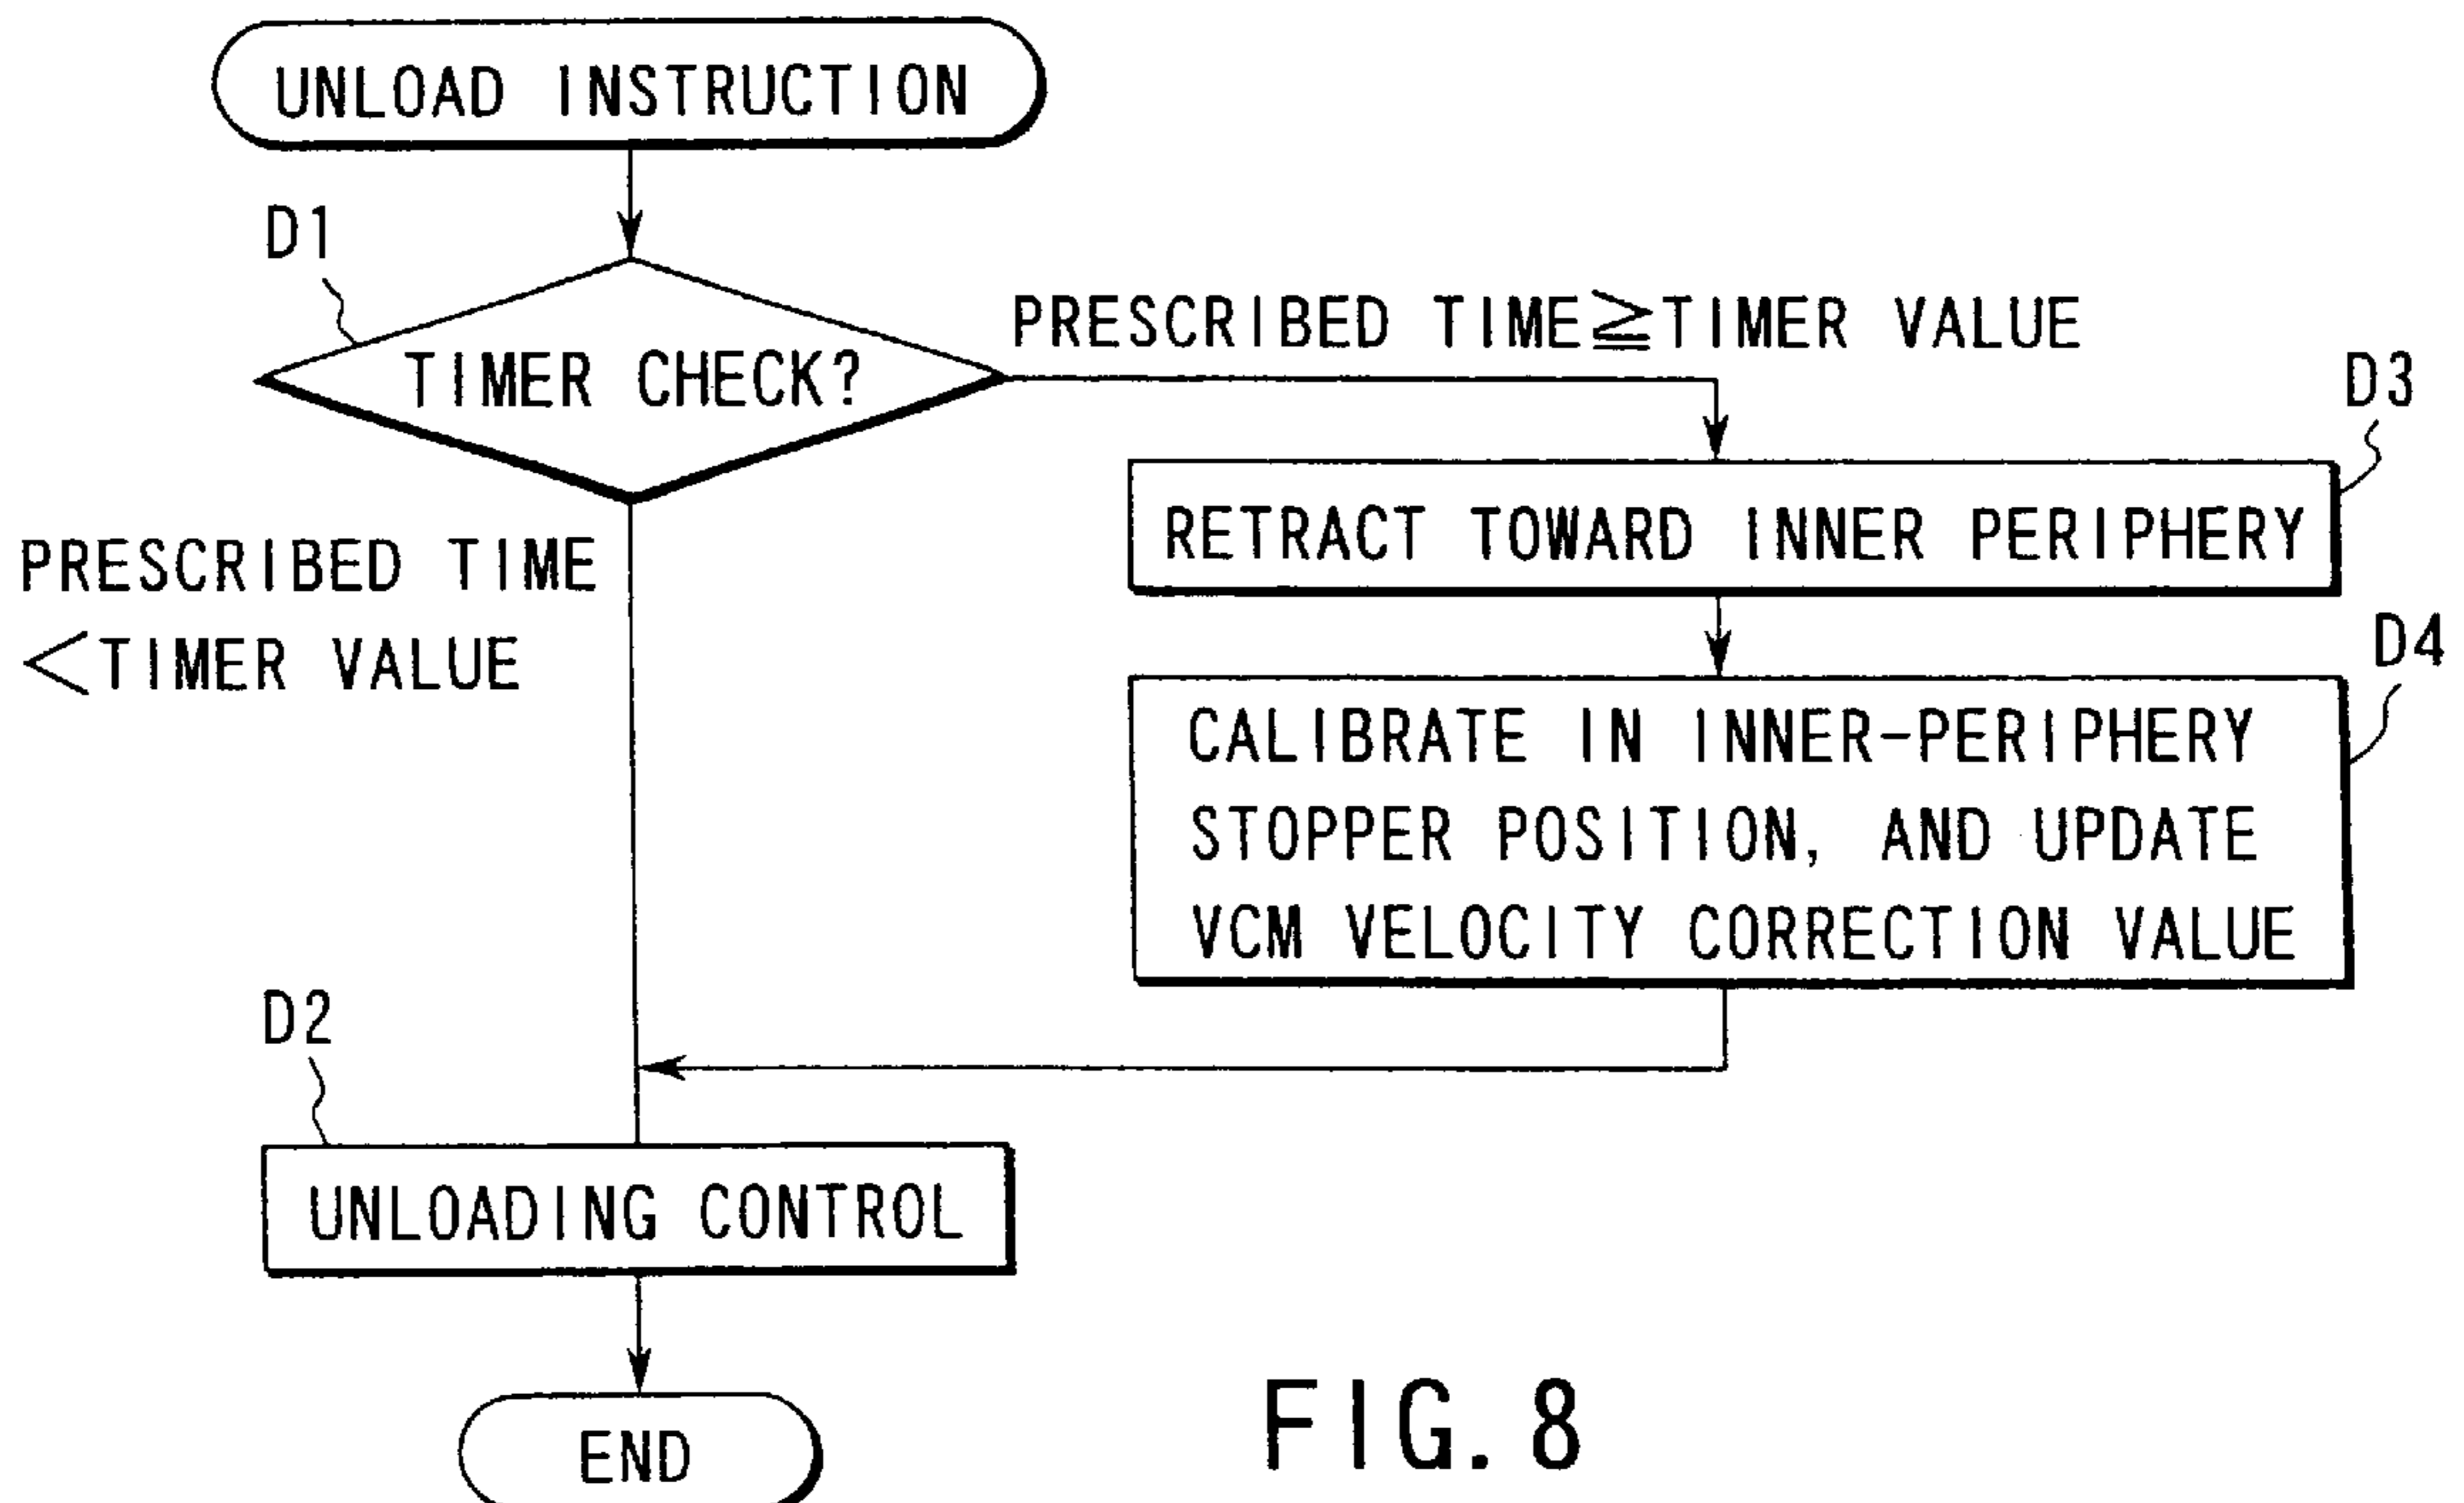 UNLOAD INSTRUCTION
D1
TIMER CHECK?
PRESCRIBED TIME≧TIMER VALUE
D3
RETRACT TOWARD INNER PERIPHERY
PRESCRIBED TIME
<TIMER VALUE
D4
CALIBRATE IN INNER-PERIPHERY
STOPPER POSITION, AND UPDATE
VCM VELOCITY CORRECTION VALUE
D2
UNLOADING CONTROL
END
FIG. 8